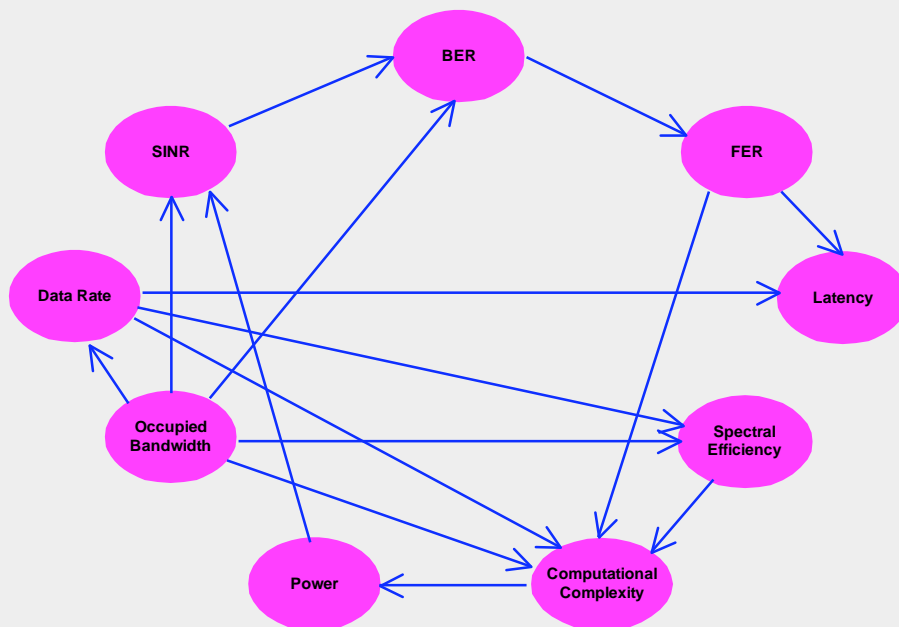 BER
SINR
FER
Data Rate
Latency
Occupied
Bandwidth
Spectral
Efficiency
Power
Computational
Complexity